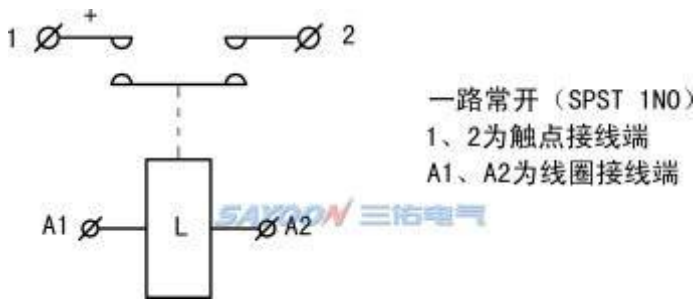 1
+
2
一路常开（SPST 1NO）
1、2为触点接线端
A1、A2为线圈接线端
A1
L
SAYOON 三佑电气
A2